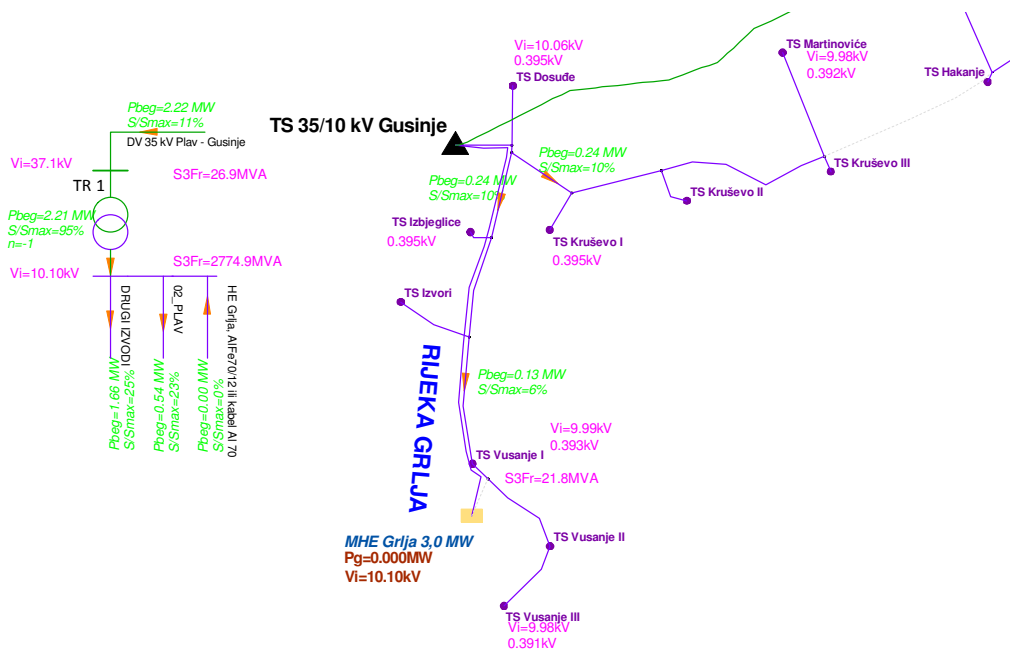 Pbeg=2.22 MW
S/Smax=11%
DV 35 kV Plav - Gusinje
Vi=37.1kV
S3Fr=26.9MVA
TR 1
Pbeg=2.21 MW
S/Smax=95%
n=-1
S3Fr=2774.9MVA
Vi=10.10kV
DRUGI IZVODI
Pbeg=1.66 MW
S/Smax=25%
02_PLAV
Pbeg=0.54 MW
S/Smax=23%
HE Grlja, AlFe70/12 ili kabel Al 70
Pbeg=0.00 MW
S/Smax=0%
Vi=10.06kV
0.395kV
TS Dosuđe
TS 35/10 kV Gusinje
Pbeg=0.24 MW
S/Smax=10%
Pbeg=0.24 MW
S/Smax=10%
TS Martinoviće
Vi=9.98kV
0.392kV
TS Hakanje
TS Kruševo III
TS Kruševo II
TS Kruševo I
0.395kV
TS Izbjeglice
0.395kV
TS Izvori
RIJEKA GRLJA
Pbeg=0.13 MW
S/Smax=6%
Vi=9.99kV
0.393kV
TS Vusanje I
S3Fr=21.8MVA
MHE Grlja 3,0 MW
Pg=0.000MW
Vi=10.10kV
TS Vusanje II
TS Vusanje III
Vi=9.98kV
0.391kV